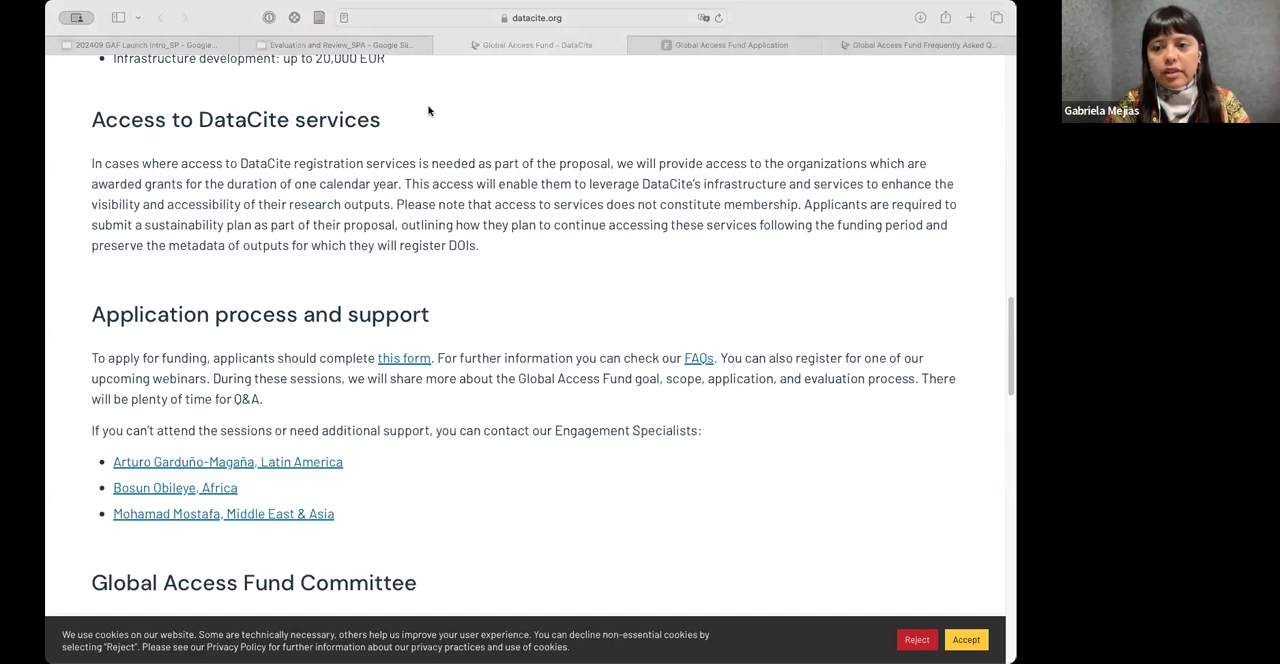 datacite.org
202409 GAF Launch Intro_SP - Google...
Evaluation and Review_SPA - Google Sli...
Global Access Fund - DataCite
Global Access Fund Application
Global Access Fund Frequently Asked Q...
Infrastructure development: up to 20,000 EUR
Gabriela Mejias
Access to DataCite services
In cases where access to DataCite registration services is needed as part of the proposal, we will provide access to the organizations which are
awarded grants for the duration of one calendar year. This access will enable them to leverage DataCite's infrastructure and services to enhance the
visibility and accessibility of their research outputs. Please note that access to services does not constitute membership. Applicants are required to
submit a sustainability plan as part of their proposal, outlining how they plan to continue accessing these services following the funding period and
preserve the metadata of outputs for which they will register DOIs.
Application process and support
To apply for funding, applicants should complete this form. For further information you can check our FAQs. You can also register for one of our
upcoming webinars. During these sessions, we will share more about the Global Access Fund goal, scope, application, and evaluation process. There
will be plenty of time for Q&A.
If you can't attend the sessions or need additional support, you can contact our Engagement Specialists:
Arturo Garduño-Magaña, Latin America
Bosun Obileye, Africa
Mohamad Mostafa, Middle East & Asia
Global Access Fund Committee
We use cookies on our website. Some are technically necessary, others help us improve your user experience. You can decline non-essential cookies by
selecting "Reject". Please see our Privacy Policy for further information about our privacy practices and use of cookies.
Reject
Accept